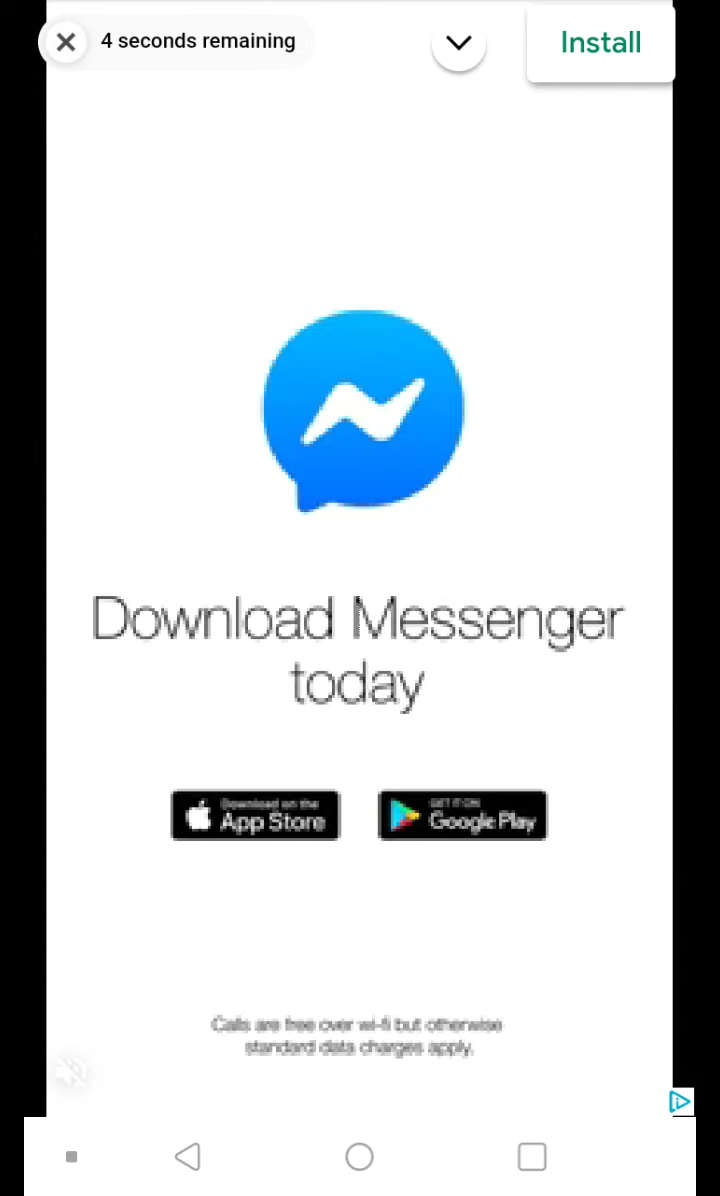 4 seconds remaining
Install
Download Messenger
today
Download on the
App Store
GET IT ON
Google Play
Calls are free over wi-fi but otherwise
standard data charges apply.